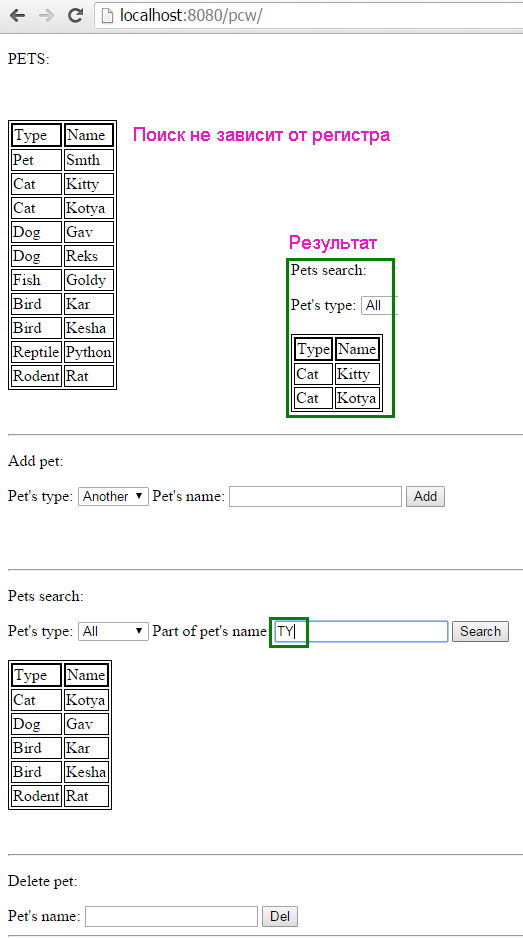 localhost:8080/pcw/
PETS:
Поиск не зависит от регистра
Type Name
Pet Smth
Cat Kitty
Cat Kotya
Dog Gav
Dog Reks
Fish Goldy
Bird Kar
Bird Kesha
Reptile Python
Rodent Rat
Результат
Pets search:
Pet's type: All
Type Name
Cat Kitty
Cat Kotya
Add pet:
Pet's type: Another Pet's name: Add
Pets search:
Pet's type: All Part of pet's name: TY Search
Type Name
Cat Kotya
Dog Gav
Bird Kar
Bird Kesha
Rodent Rat
Delete pet:
Pet's name: Del